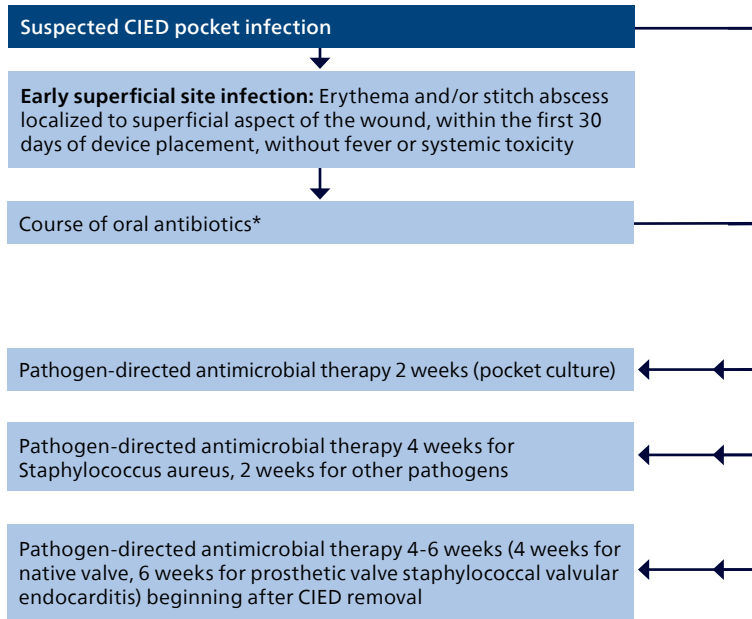 Suspected CIED pocket infection
Early superficial site infection: Erythema and/or stitch abscess
localized to superficial aspect of the wound, within the first 30
days of device placement, without fever or systemic toxicity
Course of oral antibiotics*
Pathogen-directed antimicrobial therapy 2 weeks (pocket culture)
Pathogen-directed antimicrobial therapy 4 weeks for
Staphylococcus aureus, 2 weeks for other pathogens
Pathogen-directed antimicrobial therapy 4-6 weeks (4 weeks for
native valve, 6 weeks for prosthetic valve staphylococcal valvular
endocarditis) beginning after CIED removal